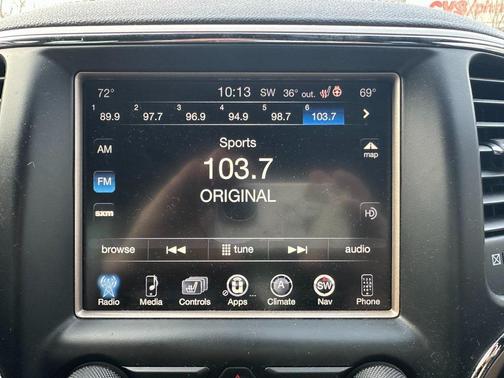 CVS/pha
72° 10:13 SW 36° out. 69°
1 2 3 4 5 6
89.9 97.7 96.9 94.9 98.7 103.7
Sports
AM
map
103.7
FM
ORIGINAL
sxm
HD
browse tune audio
A SW
Radio Media Controls Apps ... Climate Nav Phone